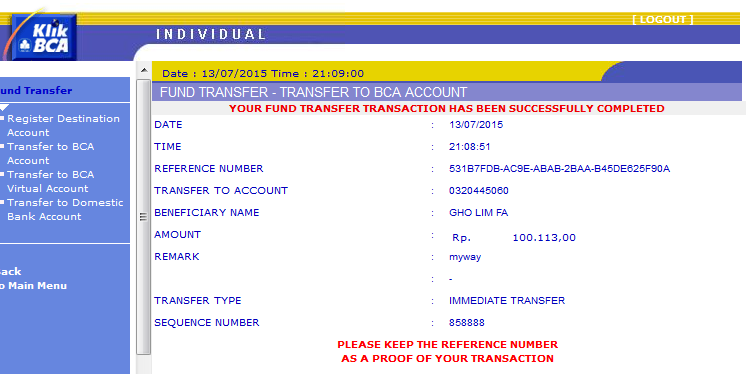 Klik
BCA
[ LOGOUT ]
INDIVIDUAL
und Transfer
Register Destination
Account
Transfer to BCA
Account
Transfer to BCA
Virtual Account
Transfer to Domestic
Bank Account
ack
o Main Menu
Date : 13/07/2015 Time : 21:09:00
FUND TRANSFER - TRANSFER TO BCA ACCOUNT
YOUR FUND TRANSFER TRANSACTION HAS BEEN SUCCESSFULLY COMPLETED
DATE : 13/07/2015
TIME : 21:08:51
REFERENCE NUMBER : 531B7FDB-AC9E-ABAB-2BAA-B45DE625F90A
TRANSFER TO ACCOUNT : 0320445060
BENEFICIARY NAME : GHO LIM FA
AMOUNT : Rp. 100.113,00
REMARK : myway
: -
TRANSFER TYPE : IMMEDIATE TRANSFER
SEQUENCE NUMBER : 858888
PLEASE KEEP THE REFERENCE NUMBER
AS A PROOF OF YOUR TRANSACTION